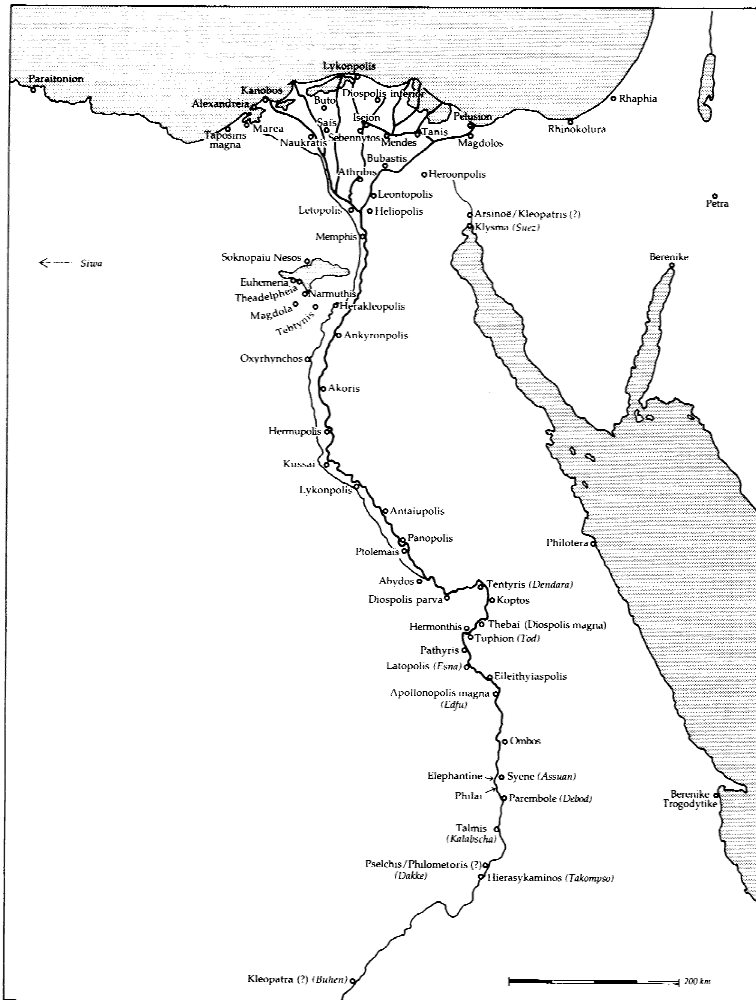 Lykonpolis
Paraitonion
Kanobos
Diospolis inferior
Alexandreia
Buto
Rhaphia
Sais
Iseion
Pelusion
Taposiris
magna
Marea
Sebennytos
Tanis
Rhinokolura
Naukratis
Mendes
Magdolos
Bubastis
Athribis
Heroonpolis
Leontopolis
Petra
Letopolis
Heliopolis
Arsinoë/Kleopatris (?)
Klysma (Suez)
Memphis
Soknopaiu Nesos
Berenike
Siwa
Euhemena
Theadelpheia
Narmuthis
Magdola
Tebtynis
Herakleopolis
Ankyronpolis
Oxyrhynchos
Akoris
Hermupolis
Kussai
Lykonpolis
Antaiupolis
Panopolis
Ptolemais
Philotera
Abydos
Tentyris (Dendara)
Diospolis parva
Koptos
Hermonthis
Thebai (Diospolis magna)
Tuphion (Tod)
Pathyris
Latopolis (Esna)
Eileithyiaspolis
Apollonopolis magna
(Edfu)
Ombos
Elephantine
Syene (Assuan)
Philai
Parembole (Debod)
Berenike
Trogodytike
Talmis
(Kalabscha)
Pselchis/Philometoris (?)
(Dakke)
Hierasykaminos (Takompso)
Kleopatra (?) (Buhen)
200 km